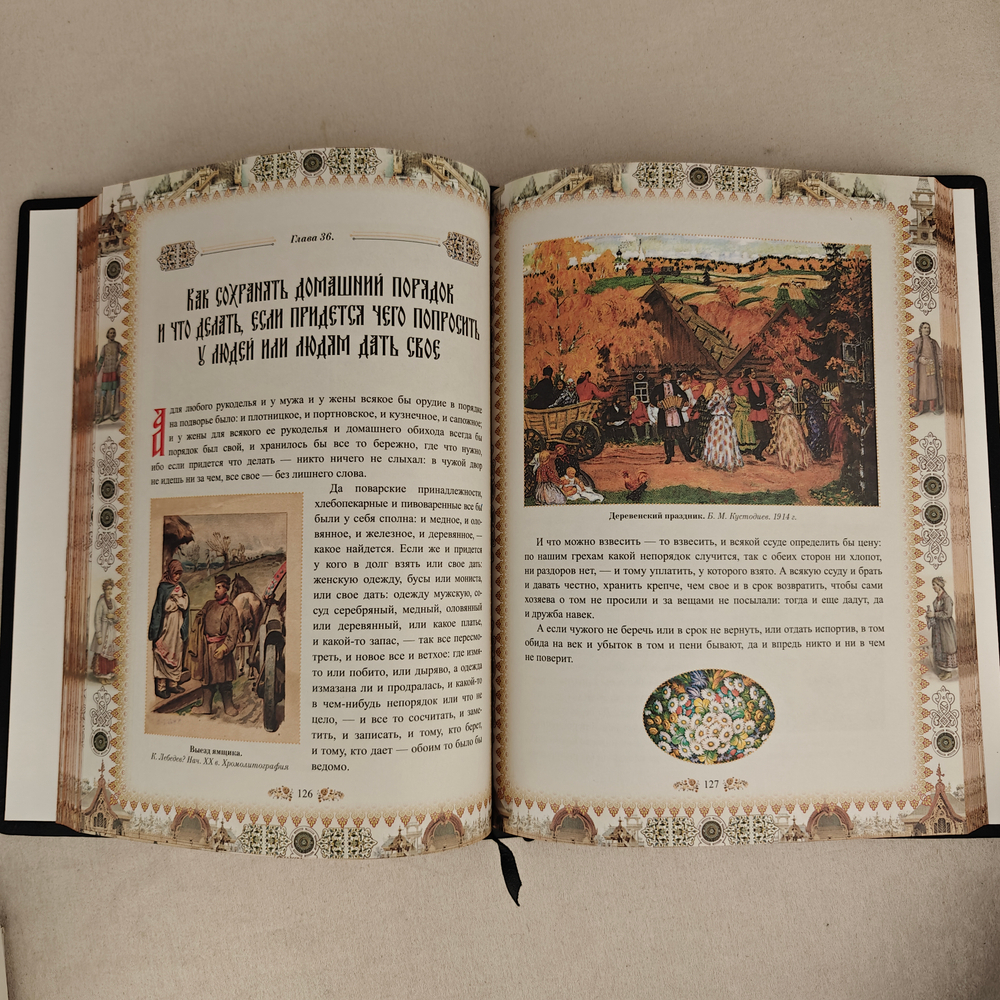 Глава 36.
Как сохранять домашний порядок
и что делать, если придется чего попросить
у людей или людям дать свое
А для любого рукоделья и у мужа и у жены всякое бы орудие в порядке
на подворье было: и плотницкое, и портновское, и кузнечное, и сапожное;
и у жены для всякого ее рукоделья и домашнего обихода всегда бы
порядок был свой, и хранилось бы все то бережно, где что нужно,
ибо если придется что делать — никто ничего не слыхал: в чужой двор
не идешь ни за чем, все свое — без лишнего слова.
Да поварские принадлежности,
хлебопекарные и пивоваренные все бы
были у себя сполна: и медное, и оло-
вянное, и железное, и деревянное, —
какое найдется. Если же и придется
у кого в долг взять или свое дать:
женскую одежду, бусы или мониста,
или свое дать: одежду мужскую, со-
суд серебряный, медный, оловянный
или деревянный, или какое платье,
и какой-то запас, — так все пересмо-
треть, и новое все и ветхое: где измя-
то или побито, или дыряво, а одежда
измазана ли и продралась, и какой-то
в чем-нибудь непорядок или что не
цело, — и все то сосчитать, и заме-
тить, и записать, и тому, кто берет,
и тому, кто дает — обоим то было бы
ведомо.
Выезд ямщика.
К. Лебедев? Нач. XX в. Хромолитография
126
Деревенский праздник. Б. М. Кустодиев. 1914 г.
И что можно взвесить — то взвесить, и всякой ссуде определить бы цену:
по нашим грехам какой непорядок случится, так с обеих сторон ни хлопот,
ни раздоров нет, — и тому уплатить, у которого взято. А всякую ссуду и брать
и давать честно, хранить крепче, чем свое и в срок возвратить, чтобы сами
хозяева о том не просили и за вещами не посылали: тогда и еще дадут, да
и дружба навек.
А если чужого не беречь или в срок не вернуть, или отдать испортив, в том
обида на век и убыток в том и пени бывают, да и впредь никто и ни в чем
не поверит.
127